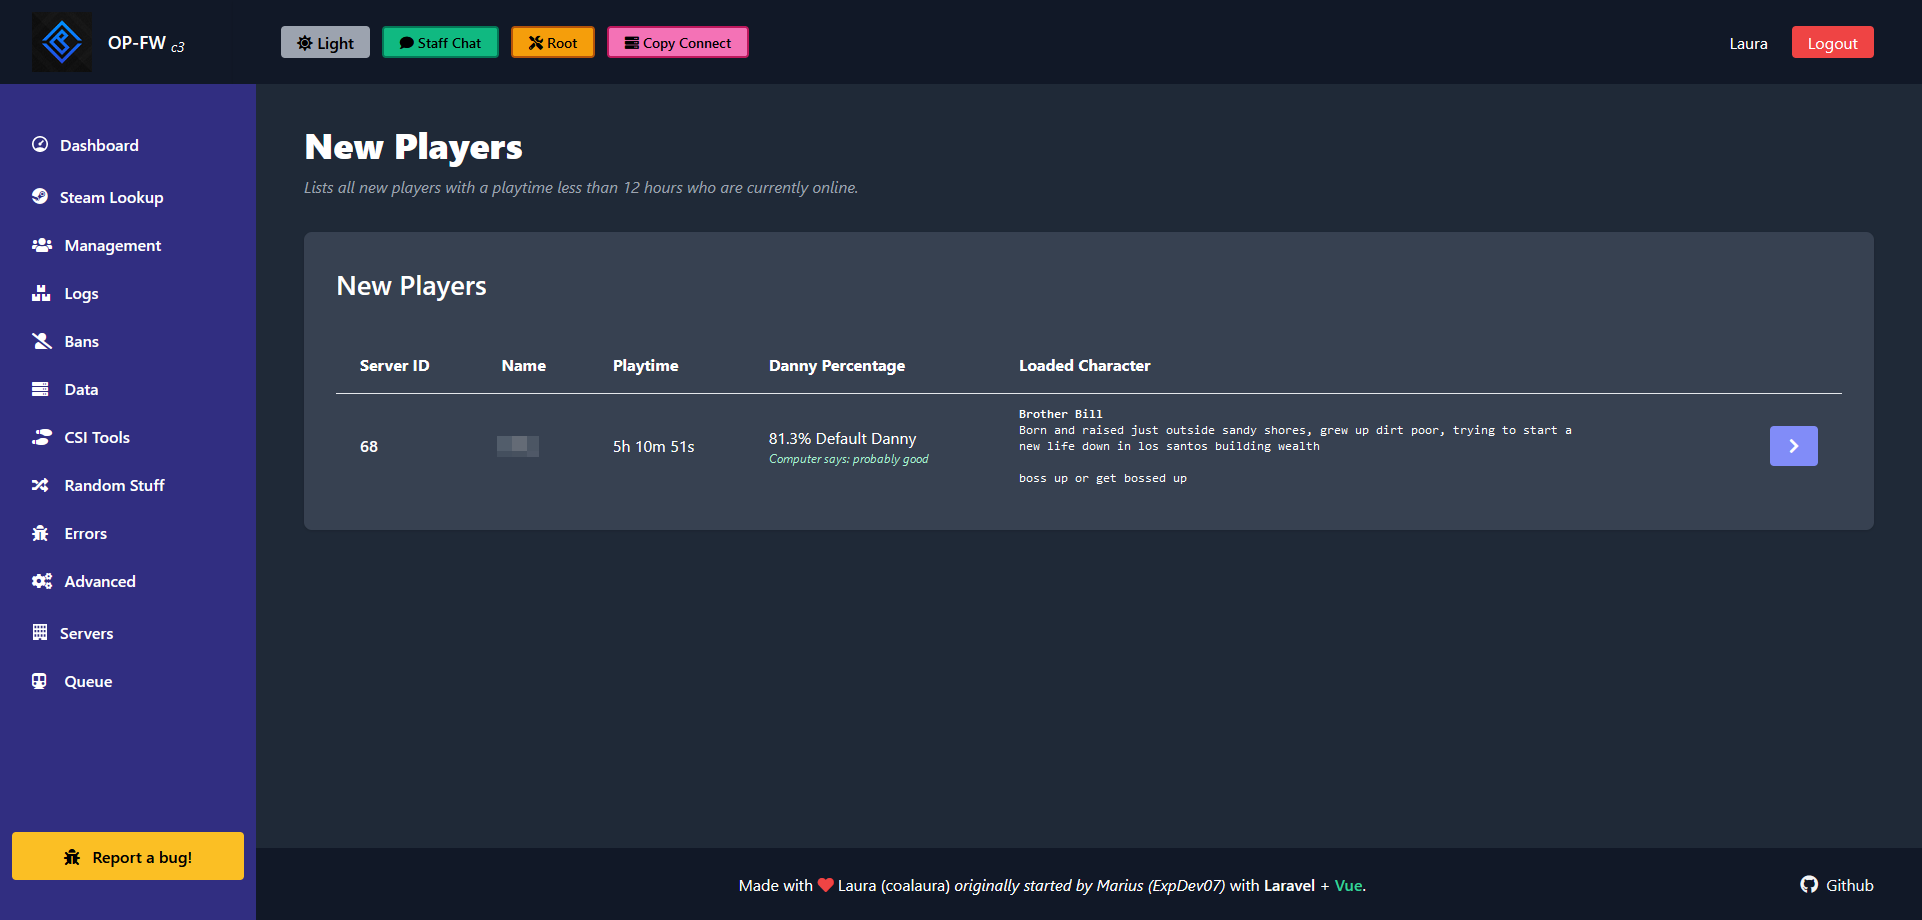 OP-FW c3
Light
Staff Chat
Root
Copy Connect
Laura
Logout
Dashboard
Steam Lookup
Management
Logs
Bans
Data
CSI Tools
Random Stuff
Errors
Advanced
Servers
Queue
Report a bug!
New Players
Lists all new players with a playtime less than 12 hours who are currently online.
New Players
Server ID Name Playtime Danny Percentage Loaded Character
68 5h 10m 51s 81.3% Default Danny
Computer says: probably good
Brother Bill
Born and raised just outside sandy shores, grew up dirt poor, trying to start a
new life down in los santos building wealth
boss up or get bossed up
Made with ❤ Laura (coalaura) originally started by Marius (ExpDev07) with Laravel + Vue.
Github